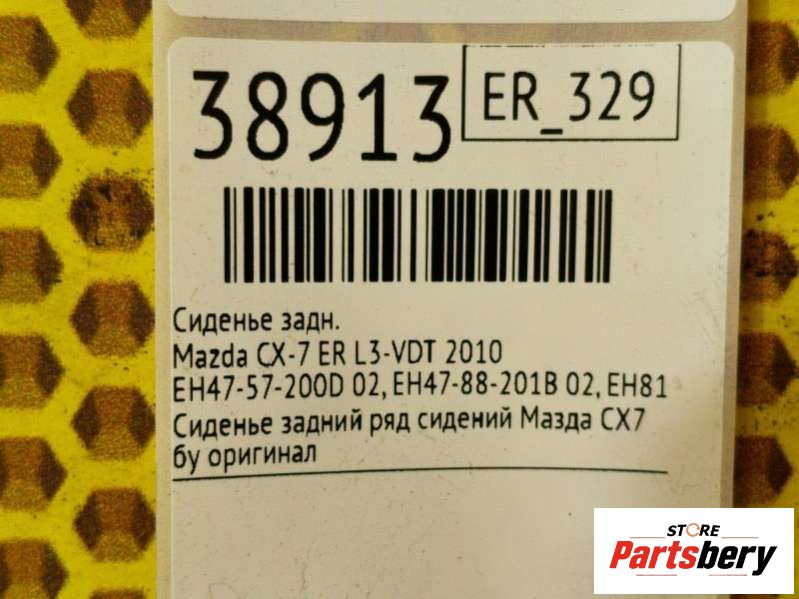 38913
ER_329
Сиденье задн.
Mazda CX-7 ER L3-VDT 2010
EH47-57-200D 02, EH47-88-201B 02, EH81
Сиденье задний ряд сидений Мазда CX7
бу оригинал
STORE
Partsbery